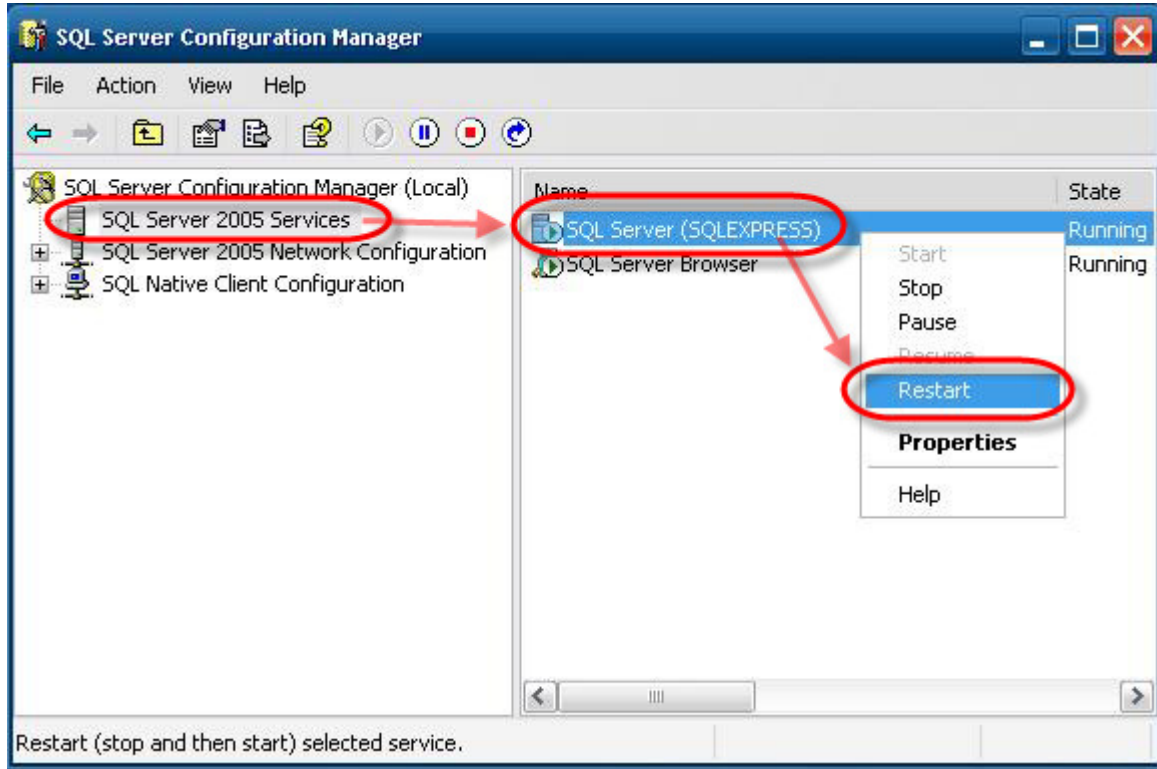 SQL Server Configuration Manager
File Action View Help
SQL Server Configuration Manager (Local)
SQL Server 2005 Services
SQL Server 2005 Network Configuration
SQL Native Client Configuration
Name State
SQL Server (SQLEXPRESS) Running
SQL Server Browser Running
Start
Stop
Pause
Resume
Restart
Properties
Help
Restart (stop and then start) selected service.